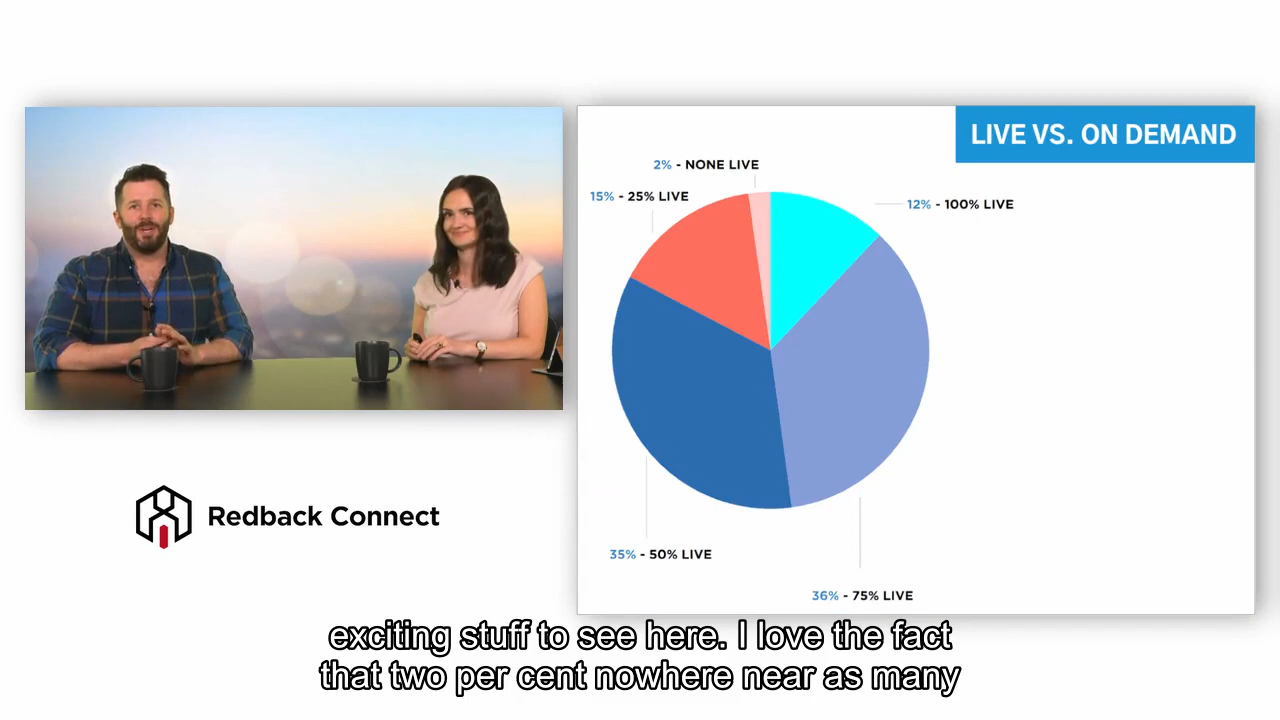 LIVE VS. ON DEMAND
2% - NONE LIVE
15% - 25% LIVE
12% - 100% LIVE
35% - 50% LIVE
36% - 75% LIVE
Redback Connect
exciting stuff to see here. I love the fact
that two per cent nowhere near as many